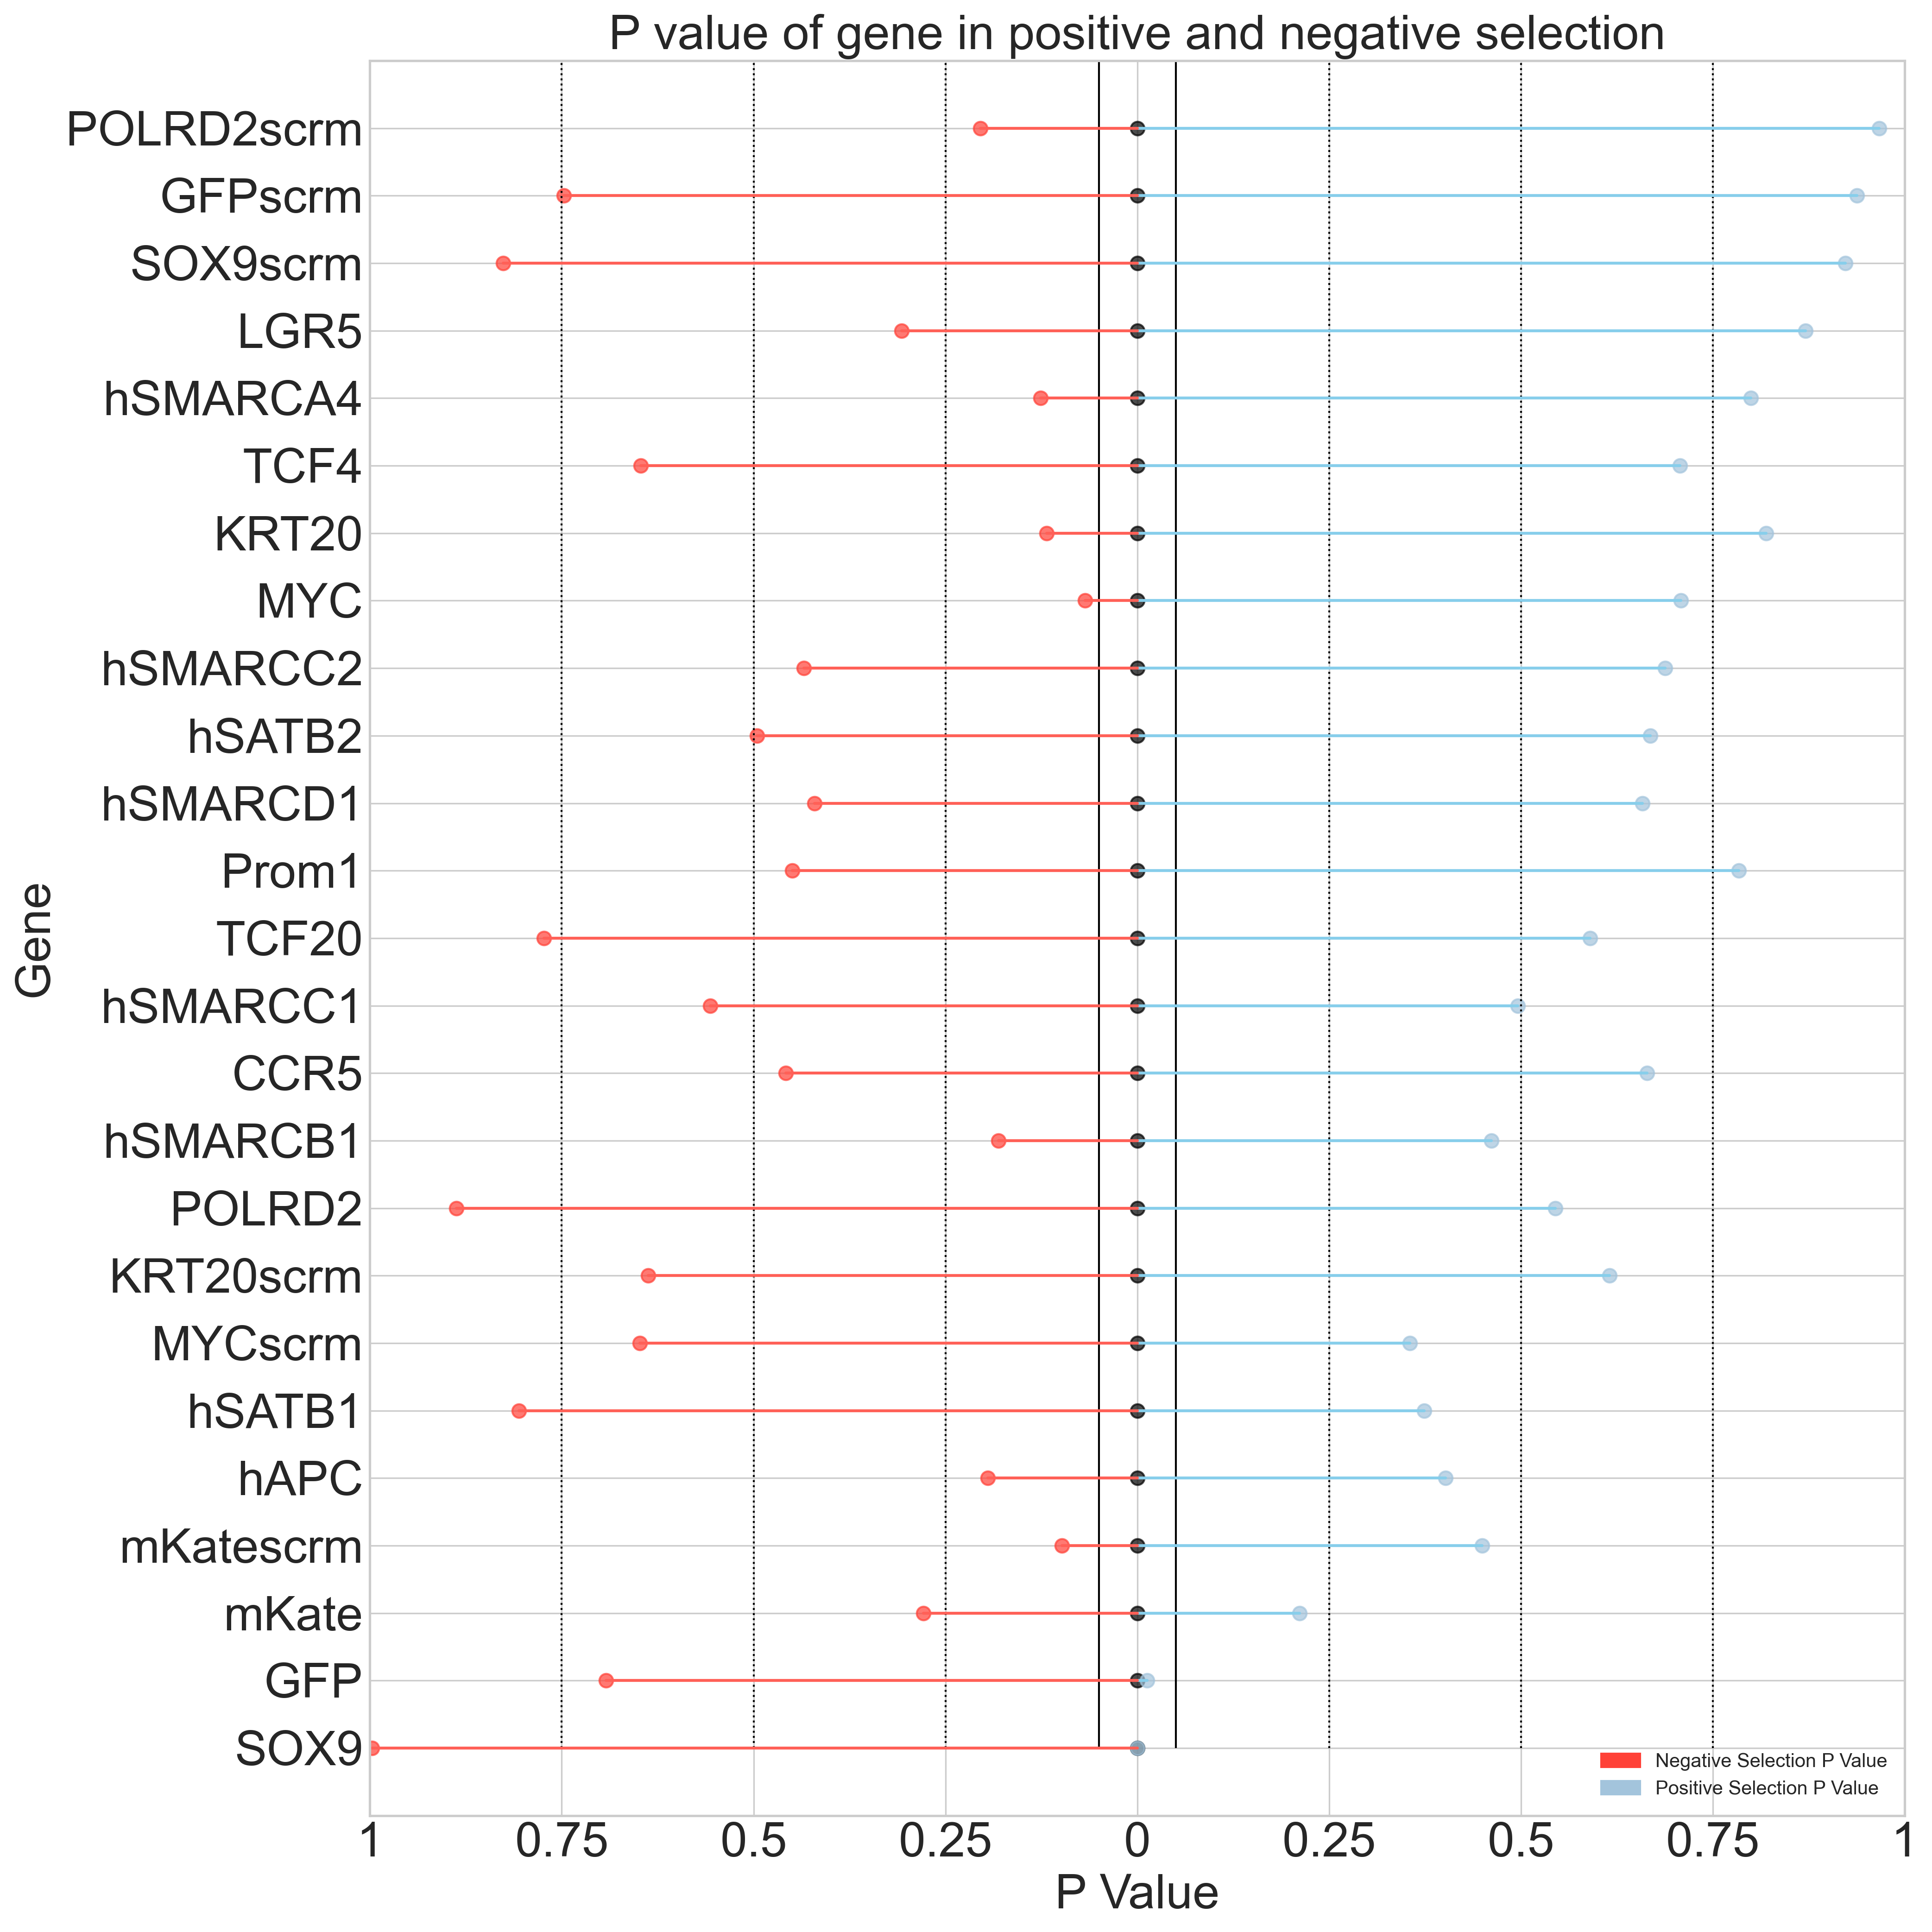 P value of gene in positive and negative selection
POLRD2scrm
GFPscrm
SOX9scrm
LGR5
hSMARCA4
TCF4
KRT20
MYC
hSMARCC2
hSATB2
hSMARCD1
Prom1
TCF20
hSMARCC1
CCR5
hSMARCB1
POLRD2
KRT20scrm
MYCscrm
hSATB1
hAPC
mKatescrm
mKate
GFP
SOX9
Gene
Negative Selection P Value
Positive Selection P Value
1 0.75 0.5 0.25 0 0.25 0.5 0.75 1
P Value